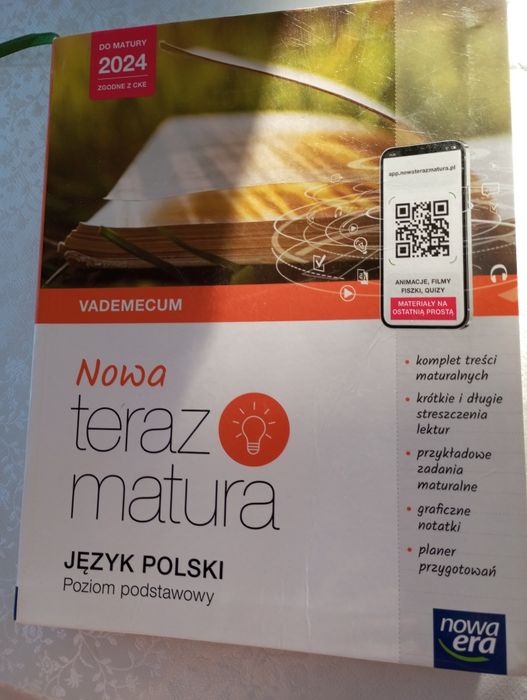 DO MATURY
2024
ZGODNE Z CKE
app.nowaterazmatura.pl
ANIMACJE, FILMY
FISZKI, QUIZY
MATERIAŁY NA
OSTATNIĄ PROSTĄ
VADEMECUM
Nowa
teraz
matura
JĘZYK POLSKI
Poziom podstawowy
• komplet treści
maturalnych
• krótkie i długie
streszczenia
lektur
• przykładowe
zadania
maturalne
• graficzne
notatki
• planer
przygotowań
nowa
era